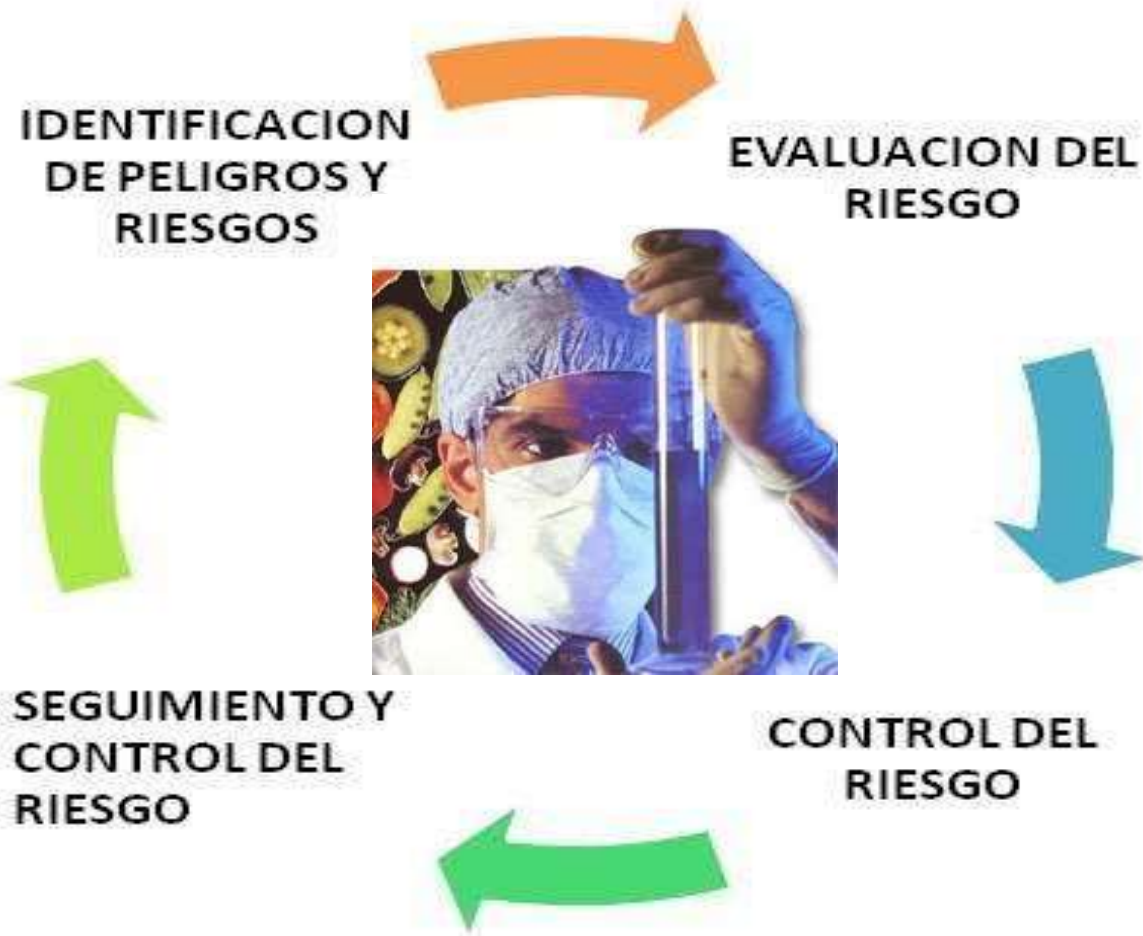 IDENTIFICACION
DE PELIGROS Y
RIESGOS
EVALUACION DEL
RIESGO
CONTROL DEL
RIESGO
SEGUIMIENTO Y
CONTROL DEL
RIESGO